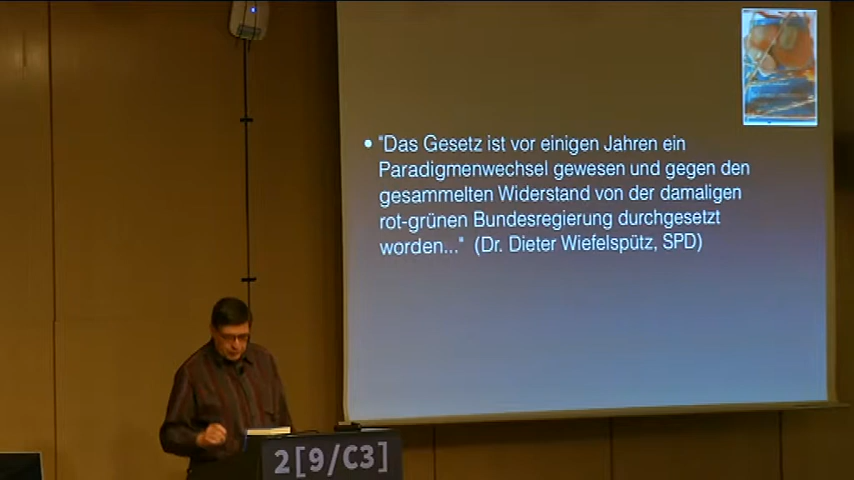 "Das Gesetz ist vor einigen Jahren ein
Paradigmenwechsel gewesen und gegen den
gesammelten Widerstand von der damaligen
rot-grünen Bundesregierung durchgesetzt
worden..." (Dr. Dieter Wiefelspütz, SPD)
2[9/C3]